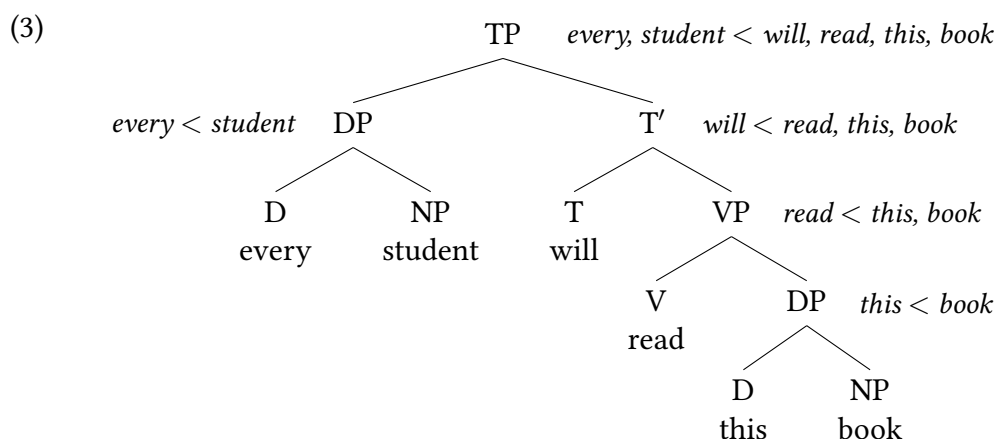 (3)
TP every, student < will, read, this, book
every < student DP T′ will < read, this, book
D NP T VP read < this, book
every student will
V DP this < book
read
D NP
this book